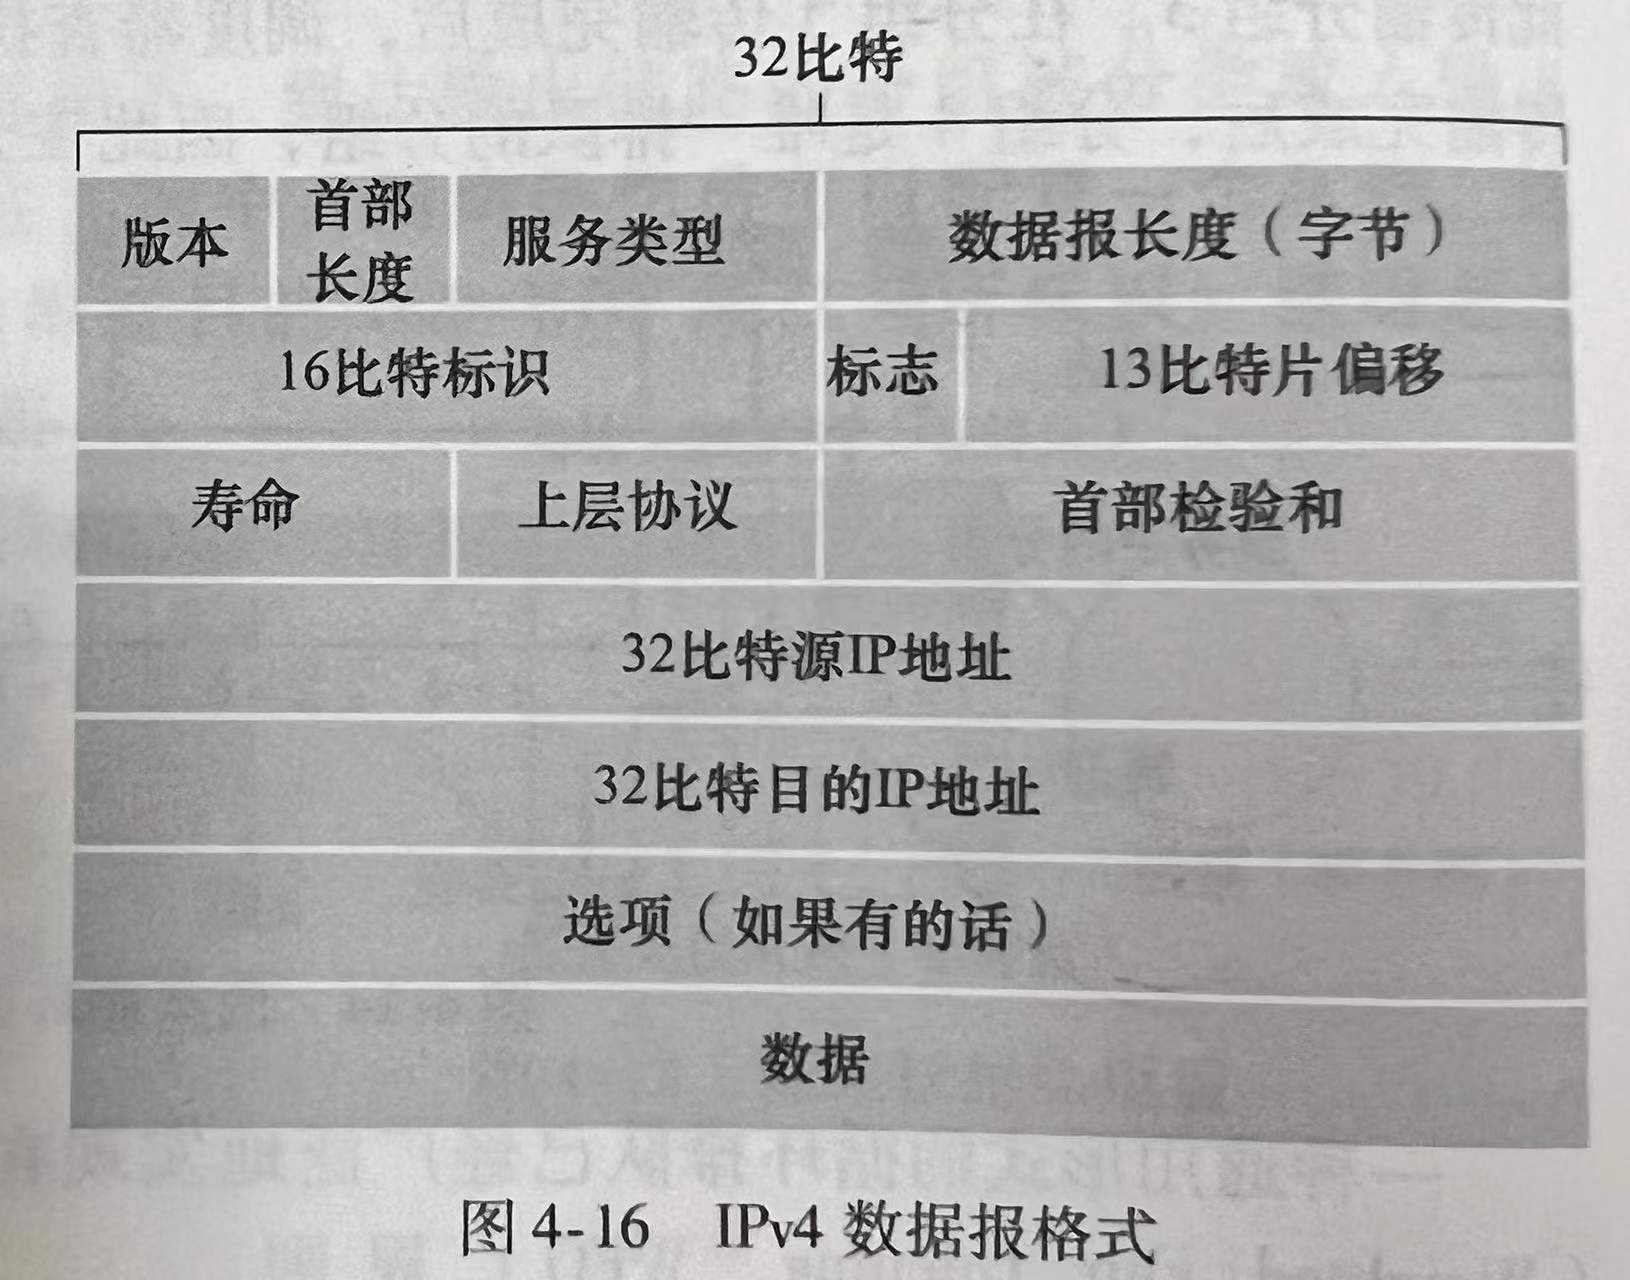 32比特
版本 首部长度 服务类型 数据报长度（字节）
16比特标识 标志 13比特片偏移
寿命 上层协议 首部检验和
32比特源IP地址
32比特目的IP地址
选项（如果有的话）
数据
图 4-16 IPv4 数据报格式